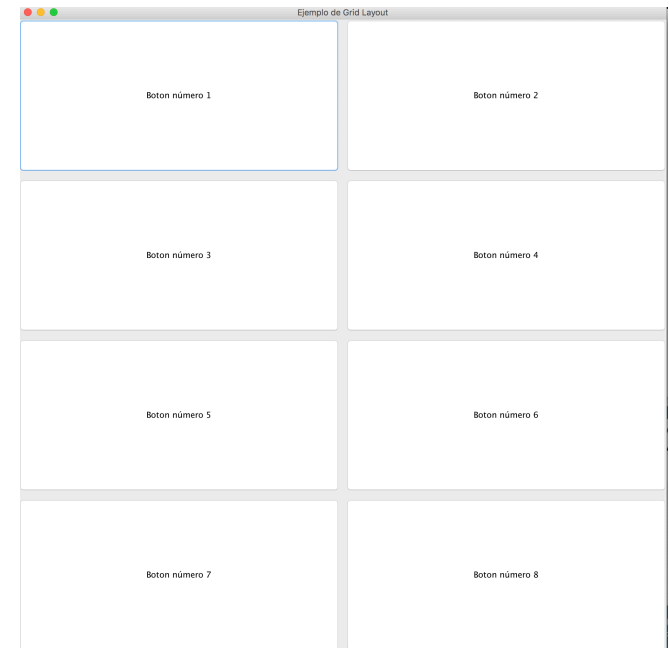 Ejemplo de Grid Layout
Boton número 1
Boton número 2
Boton número 3
Boton número 4
Boton número 5
Boton número 6
Boton número 7
Boton número 8